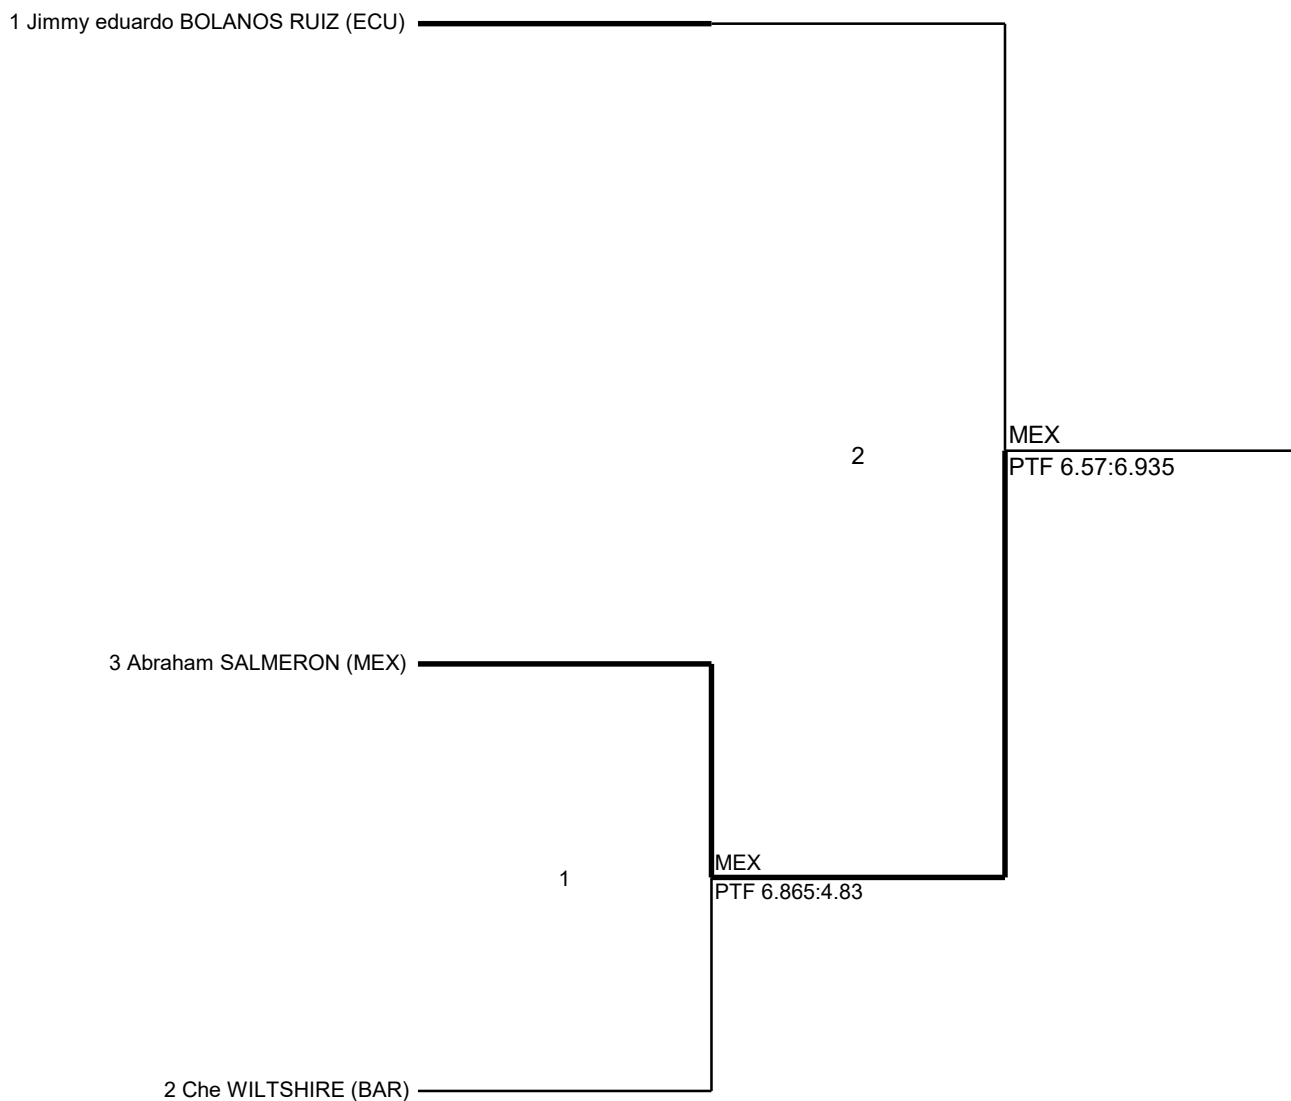 1 Jimmy eduardo BOLANOS RUIZ (ECU)
MEX
2
PTF 6.57:6.935
3 Abraham SALMERON (MEX)
MEX
1
PTF 6.865:4.83
2 Che WILTSHIRE (BAR)